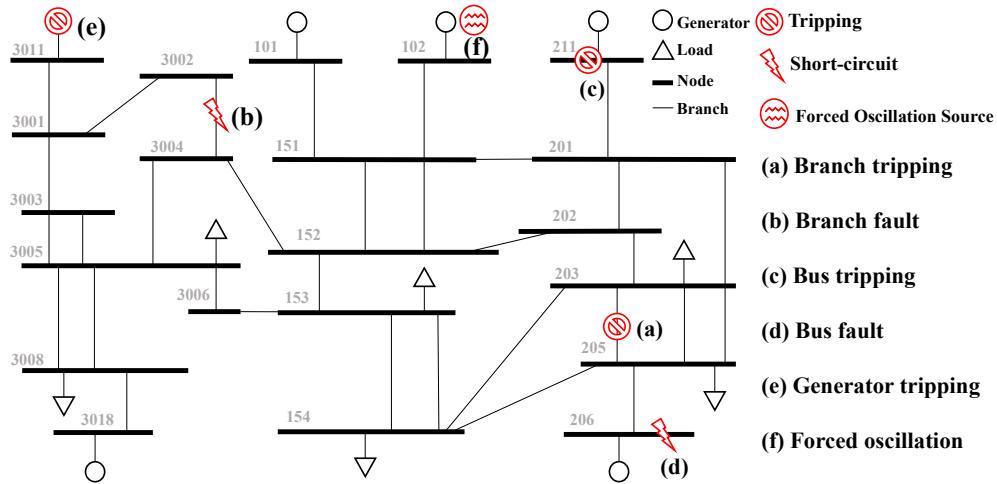 (e)
3011
101
102
(f)
211
(c)
Generator
Load
Node
Branch
Tripping
Short-circuit
Forced Oscillation Source
3002
3001
(b)
3004
151
201
(a) Branch tripping
3003
3005
152
202
(b) Branch fault
3006
153
203
(c) Bus tripping
(a)
205
(d) Bus fault
3008
(e) Generator tripping
3018
154
206
(d)
(f) Forced oscillation